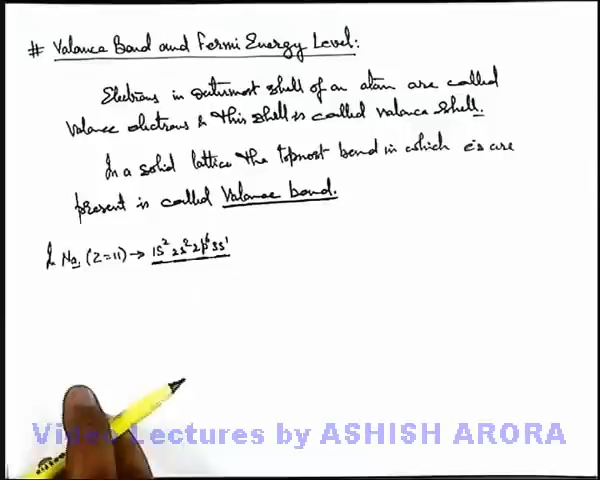 # Valance Band and Fermi Energy Level:
Electrons in outermost shell of an atom are called
Valance electrons & this shell is called valance shell.
In a solid lattice the topmost band in which e's are
present is called Valance band.
In Na (Z=11) → 1S² 2s² 2p⁶ 3s¹
Video Lectures by ASHISH ARORA